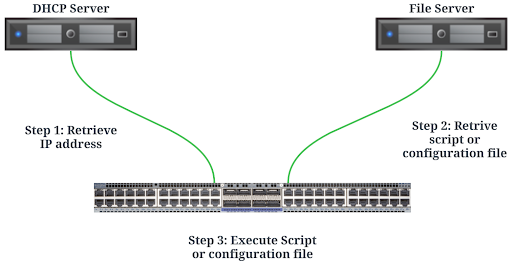 DHCP Server
File Server
Step 1: Retrieve
IP address
Step 2: Retrive
script or
configuration file
Step 3: Execute Script
or configuration file